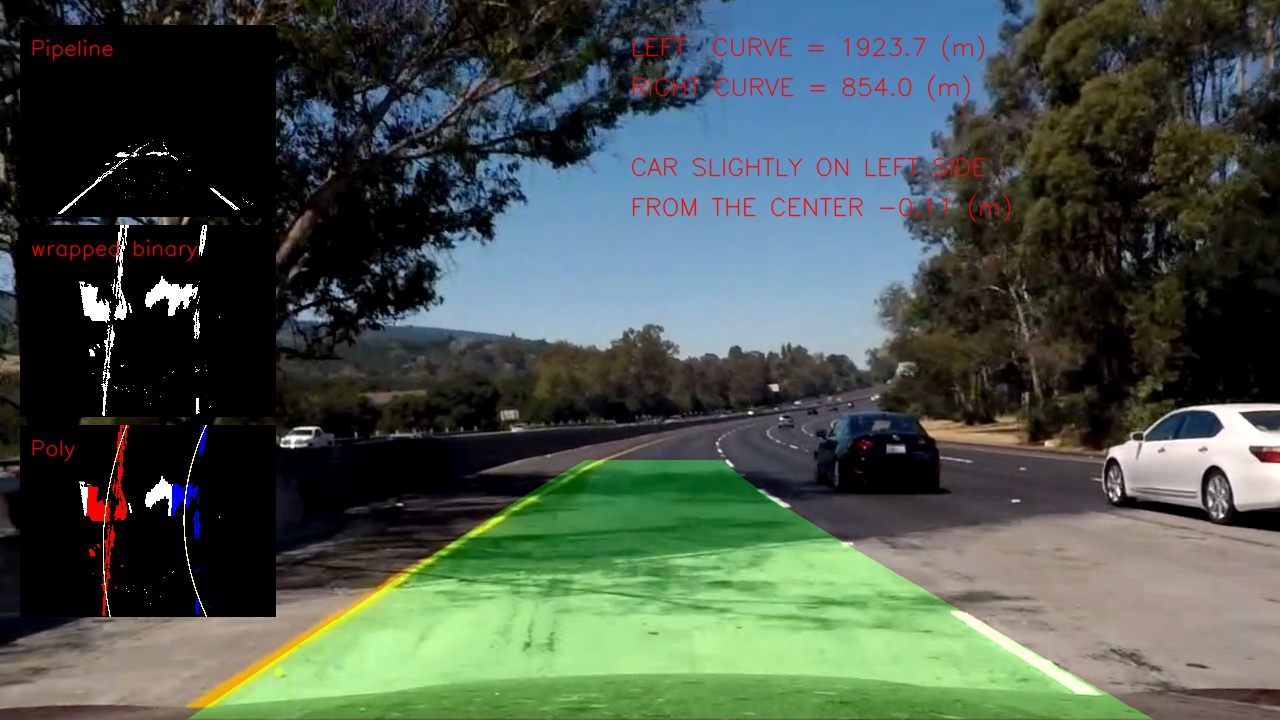 Pipeline
LEFT CURVE = 1923.7 (m)
RIGHT CURVE = 854.0 (m)
CAR SLIGHTLY ON LEFT SIDE
FROM THE CENTER -0.11 (m)
wrapped binary
Poly